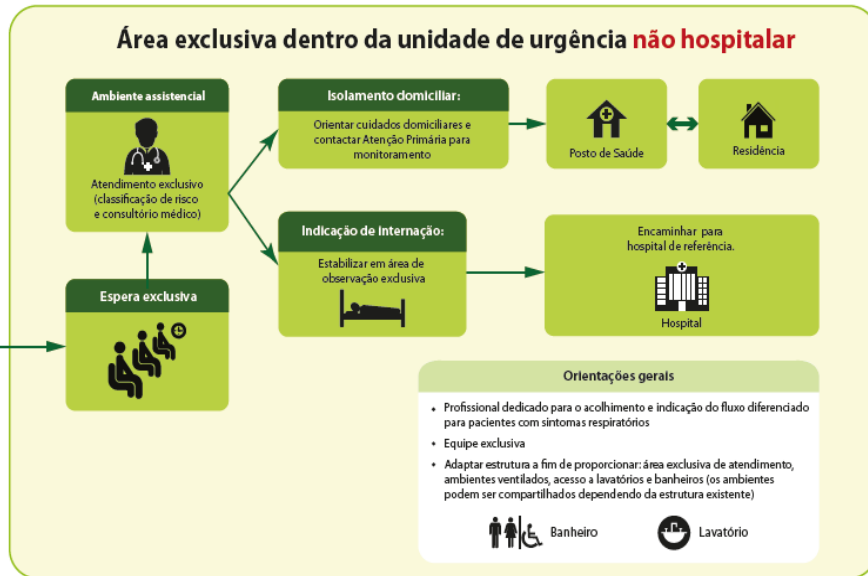 Área exclusiva dentro da unidade de urgência não hospitalar
Ambiente assistencial
Atendimento exclusivo
(classificação de risco
e consultório médico)
Espera exclusiva
Isolamento domiciliar:
Orientar cuidados domiciliares e
contactar Atenção Primária para
monitoramento
Posto de Saúde
Residência
Indicação de internação:
Estabilizar em área de
observação exclusiva
Encaminhar para
hospital de referência.
Hospital
Orientações gerais
Profissional dedicado para o acolhimento e indicação do fluxo diferenciado
para pacientes com sintomas respiratórios
Equipe exclusiva
Adaptar estrutura a fim de proporcionar: área exclusiva de atendimento,
ambientes ventilados, acesso a lavatórios e banheiros (os ambientes
podem ser compartilhados dependendo da estrutura existente)
Banheiro
Lavatório